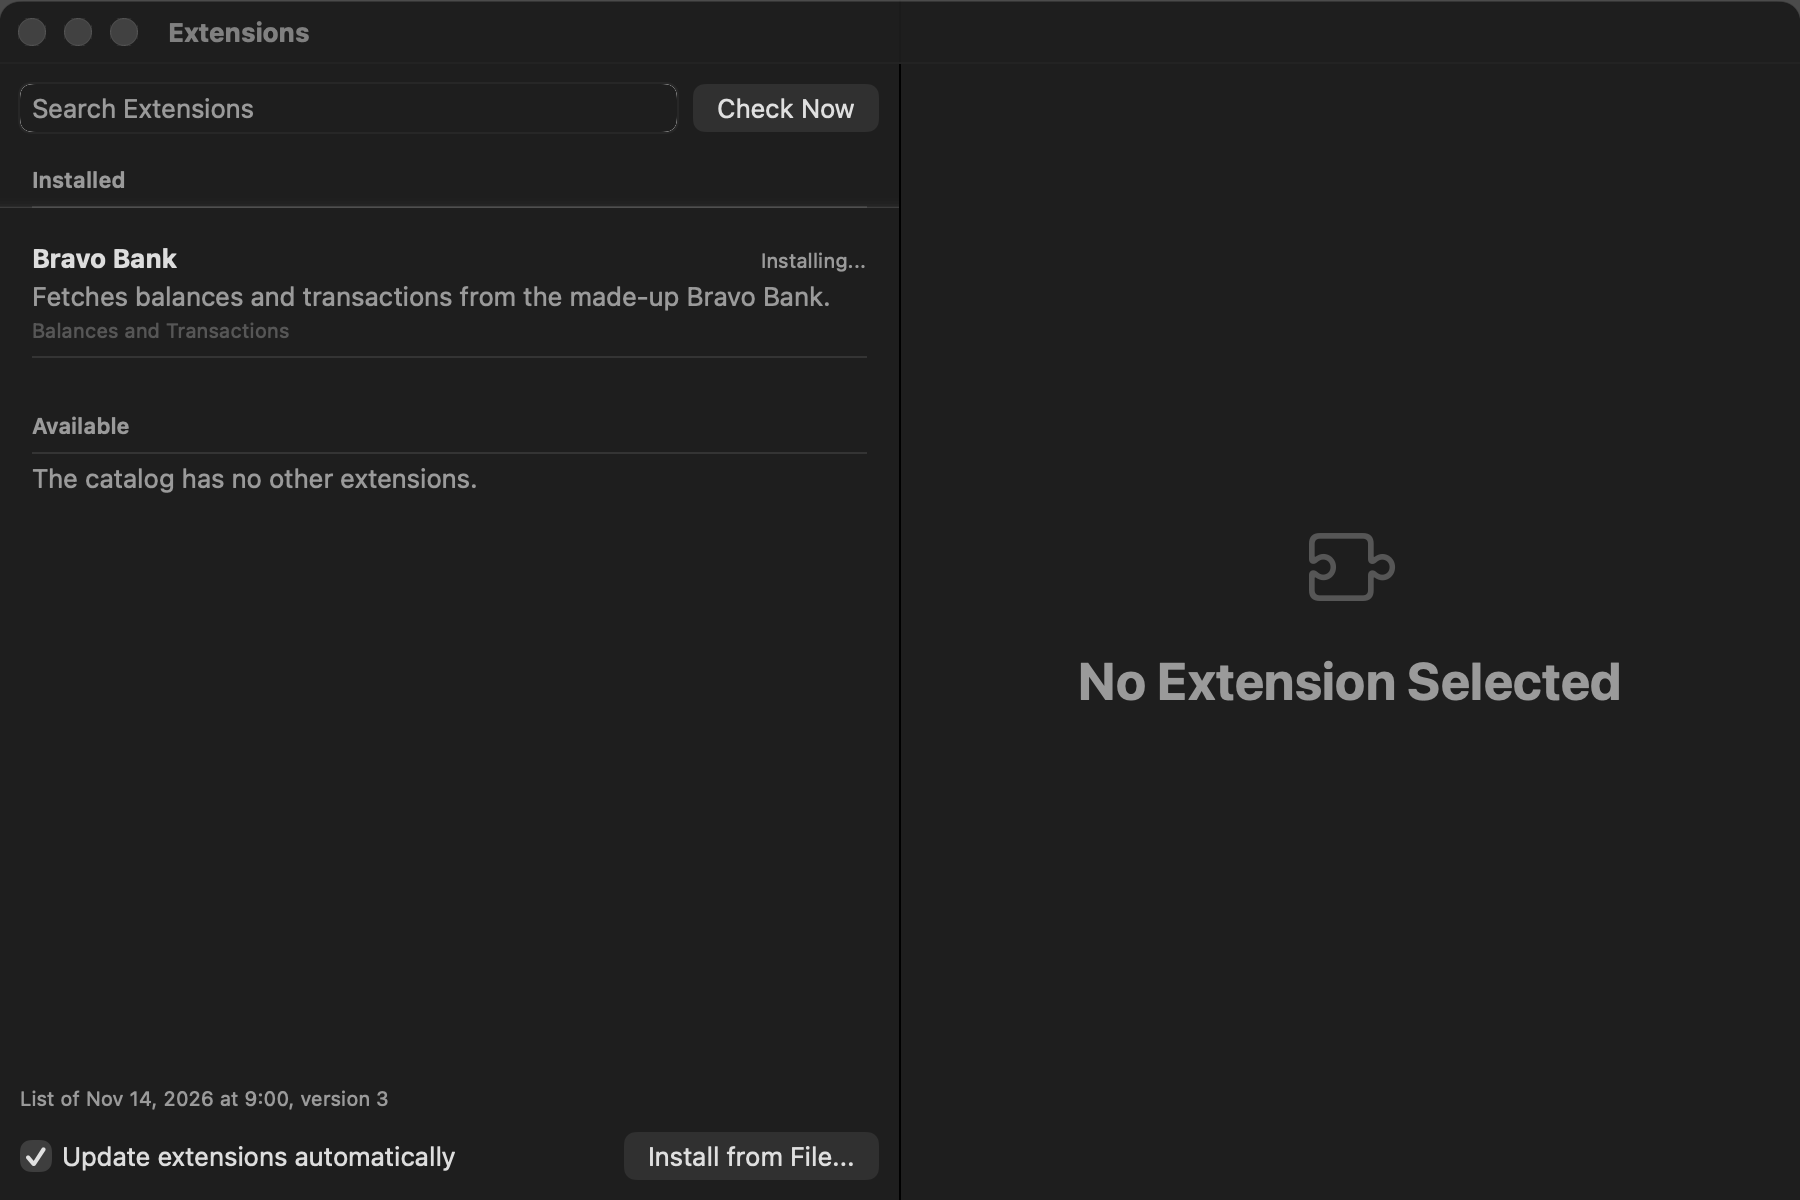 Extensions
Search Extensions
Check Now
Installed
Bravo Bank
Installing...
Fetches balances and transactions from the made-up Bravo Bank.
Balances and Transactions
Available
The catalog has no other extensions.
No Extension Selected
List of Nov 14, 2026 at 9:00, version 3
Update extensions automatically
Install from File...